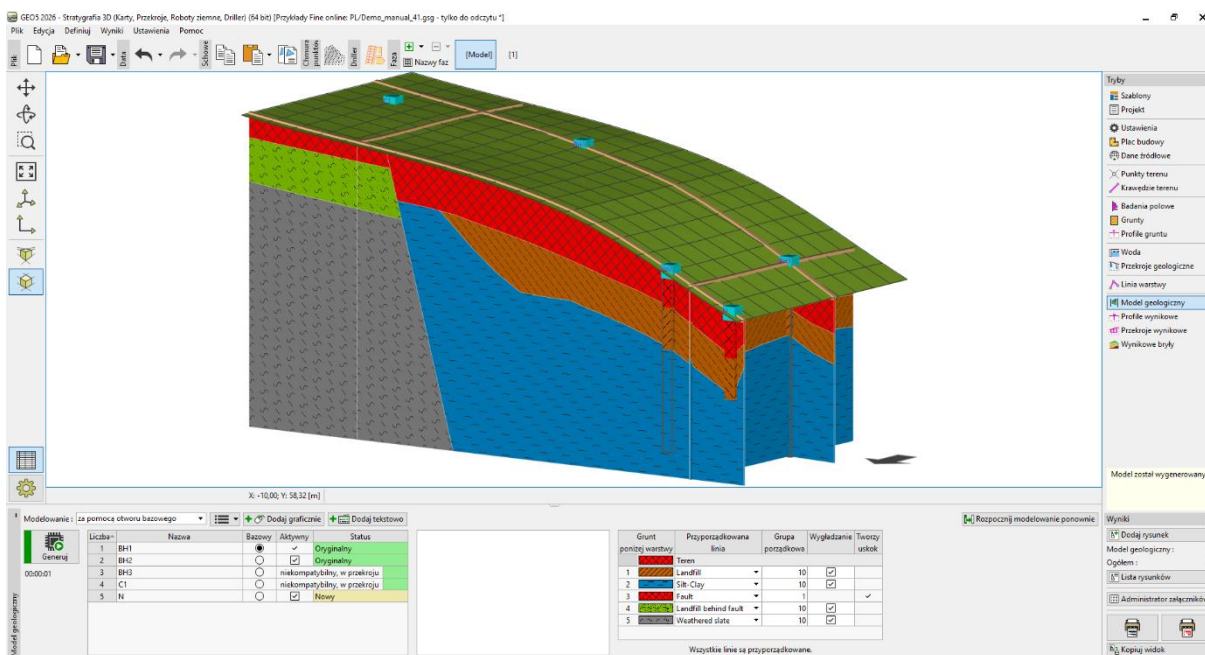 GEO5 2026 - Stratygrafia 3D (Karty, Przekroje, Roboty ziemne, Driller) (64 bit) [Przykłady Fine online: PL/Demo_manual_41.gsg - tylko do odczytu *]
Plik Edycja Definiuj Wyniki Ustawienia Pomoc
Plik
Data
Schowek
Chmura punktów
Driller
Faza
Nazwy faz
[Model]
[1]
Tryby
Szablony
Projekt
Ustawienia
Plac budowy
Dane źródłowe
Punkty terenu
Krawędzie terenu
Badania polowe
Grunty
Profile gruntu
Woda
Przekroje geologiczne
Linia warstwy
Model geologiczny
Profile wynikowe
Przekroje wynikowe
Wynikowe bryły
Model został wygenerowany
X: -10,00; Y: 58,32 [m]
Modelowanie : za pomocą otworu bazowego Dodaj graficznie Dodaj tekstowo
Rozpocznij modelowanie ponownie
Generuj
00:00:01
Model geologiczny
Liczba Nazwa Bazowy Aktywny Status
1 BH1 Oryginalny
2 BH2 Oryginalny
3 BH3 niekompatybilny, w przekroju
4 C1 niekompatybilny, w przekroju
5 N Nowy
Grunt Przyporządkowana Grupa Wygładzanie Tworzy
poniżej warstwy linia porządkowa uskok
Teren
1 Landfill 10
2 Silt-Clay 10
3 Fault 1
4 Landfill behind fault 10
5 Weathered slate 10
Wszystkie linie są przyporządkowane.
Wyniki
Dodaj rysunek
Model geologiczny :
Ogółem :
Lista rysunków
Administrator załączników
Kopiuj widok